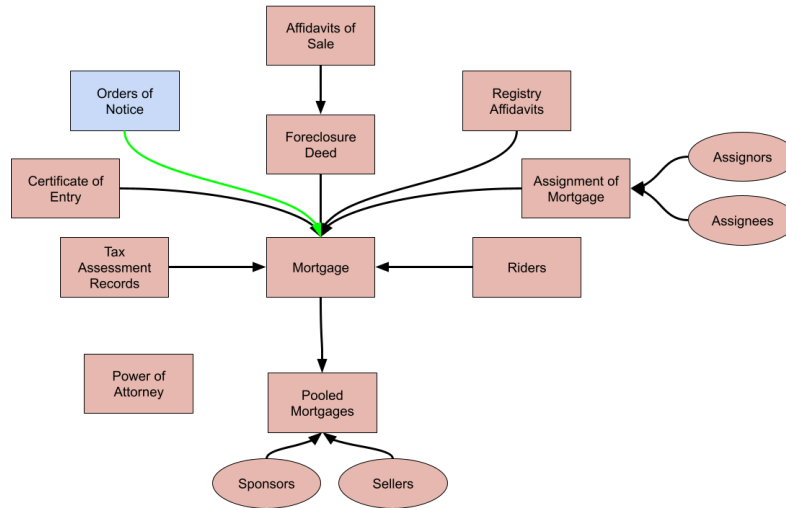 Affidavits of
Sale
Orders of
Notice
Registry
Affidavits
Foreclosure
Deed
Assignors
Certificate of
Entry
Assignment of
Mortgage
Assignees
Tax
Assessment
Records
Mortgage
Riders
Power of
Attorney
Pooled
Mortgages
Sponsors
Sellers